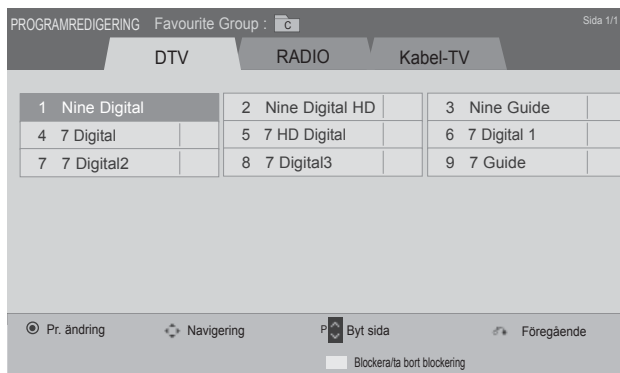 PROGRAMREDIGERING Favourite Group : C Sida 1/1
DTV RADIO Kabel-TV
1 Nine Digital 2 Nine Digital HD 3 Nine Guide
4 7 Digital 5 7 HD Digital 6 7 Digital 1
7 7 Digital2 8 7 Digital3 9 7 Guide
Pr. ändring Navigering P Byt sida Föregående
Blockera/ta bort blockering